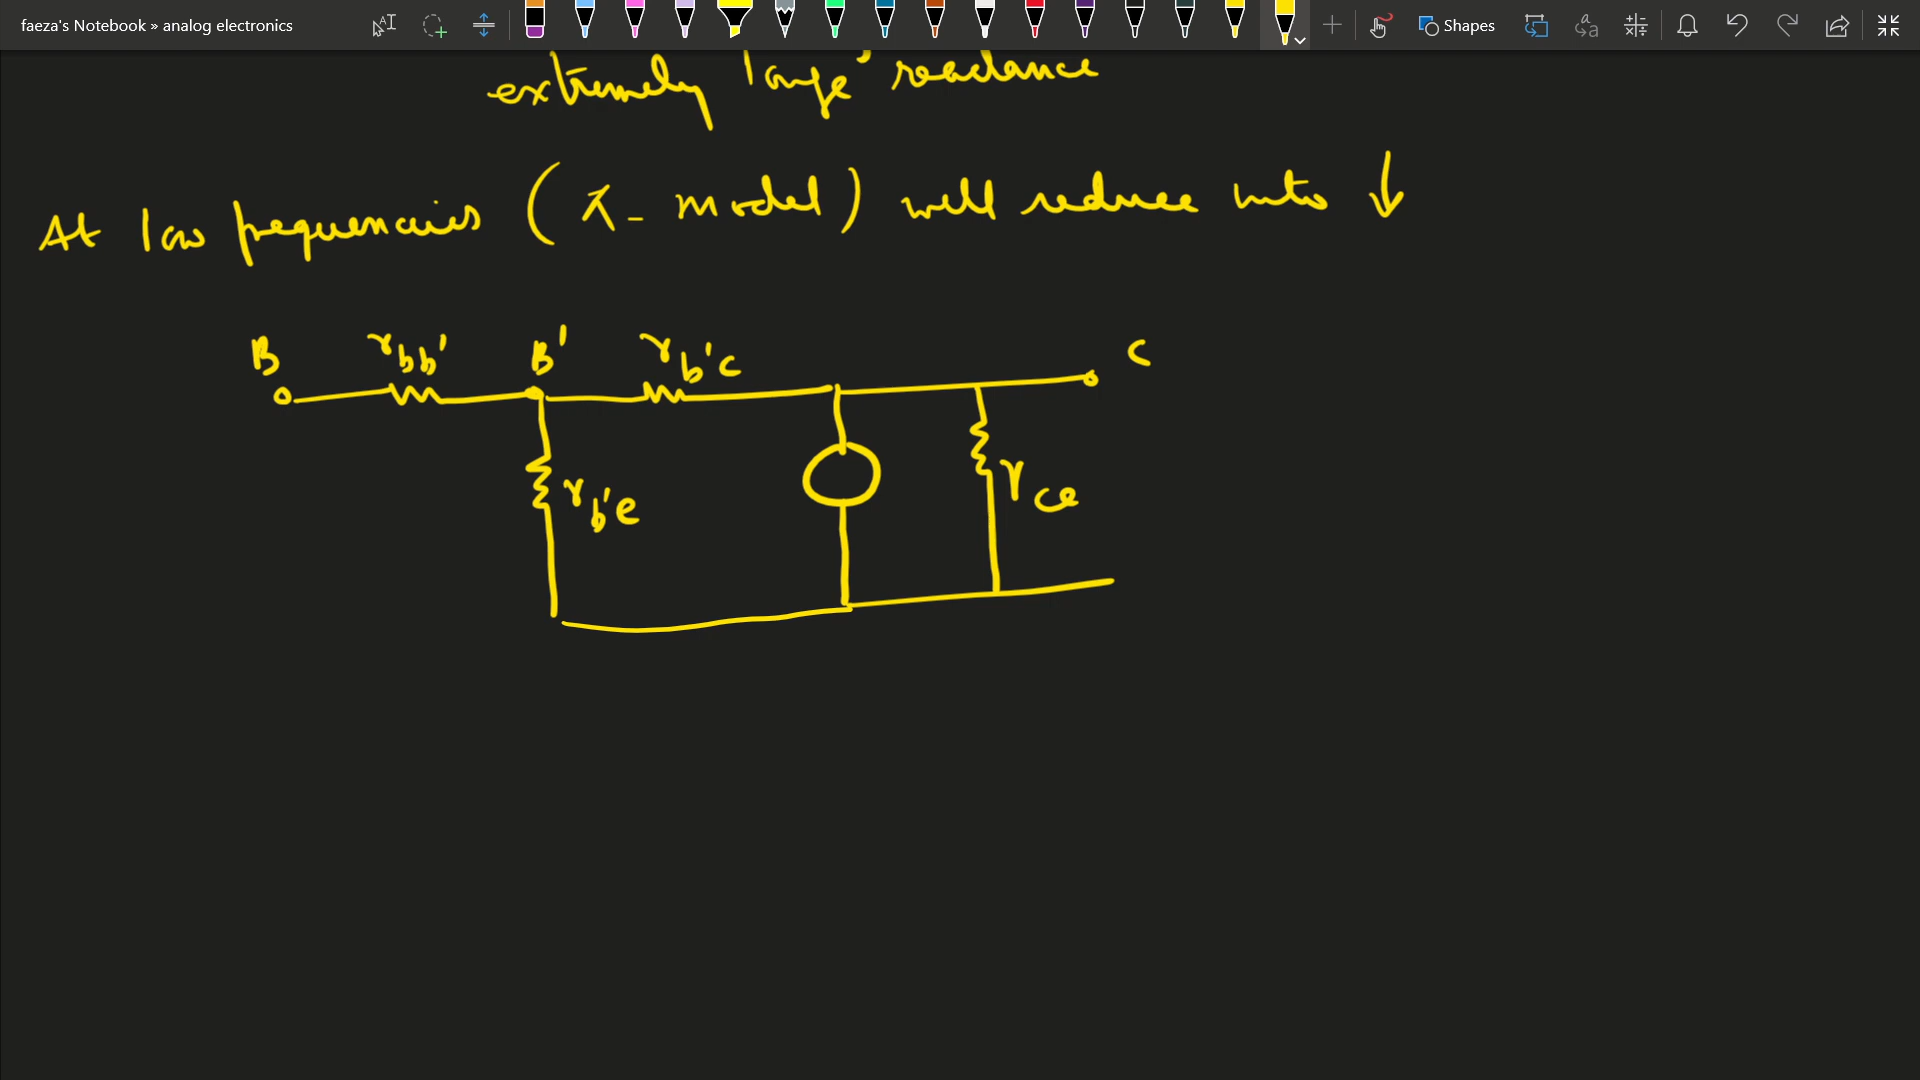 faeza's Notebook » analog electronics
Shapes
extremely large reactance
At low frequencies (π - model) will reduce into ↓
B rbb' B' rb'c C
rb'e rce